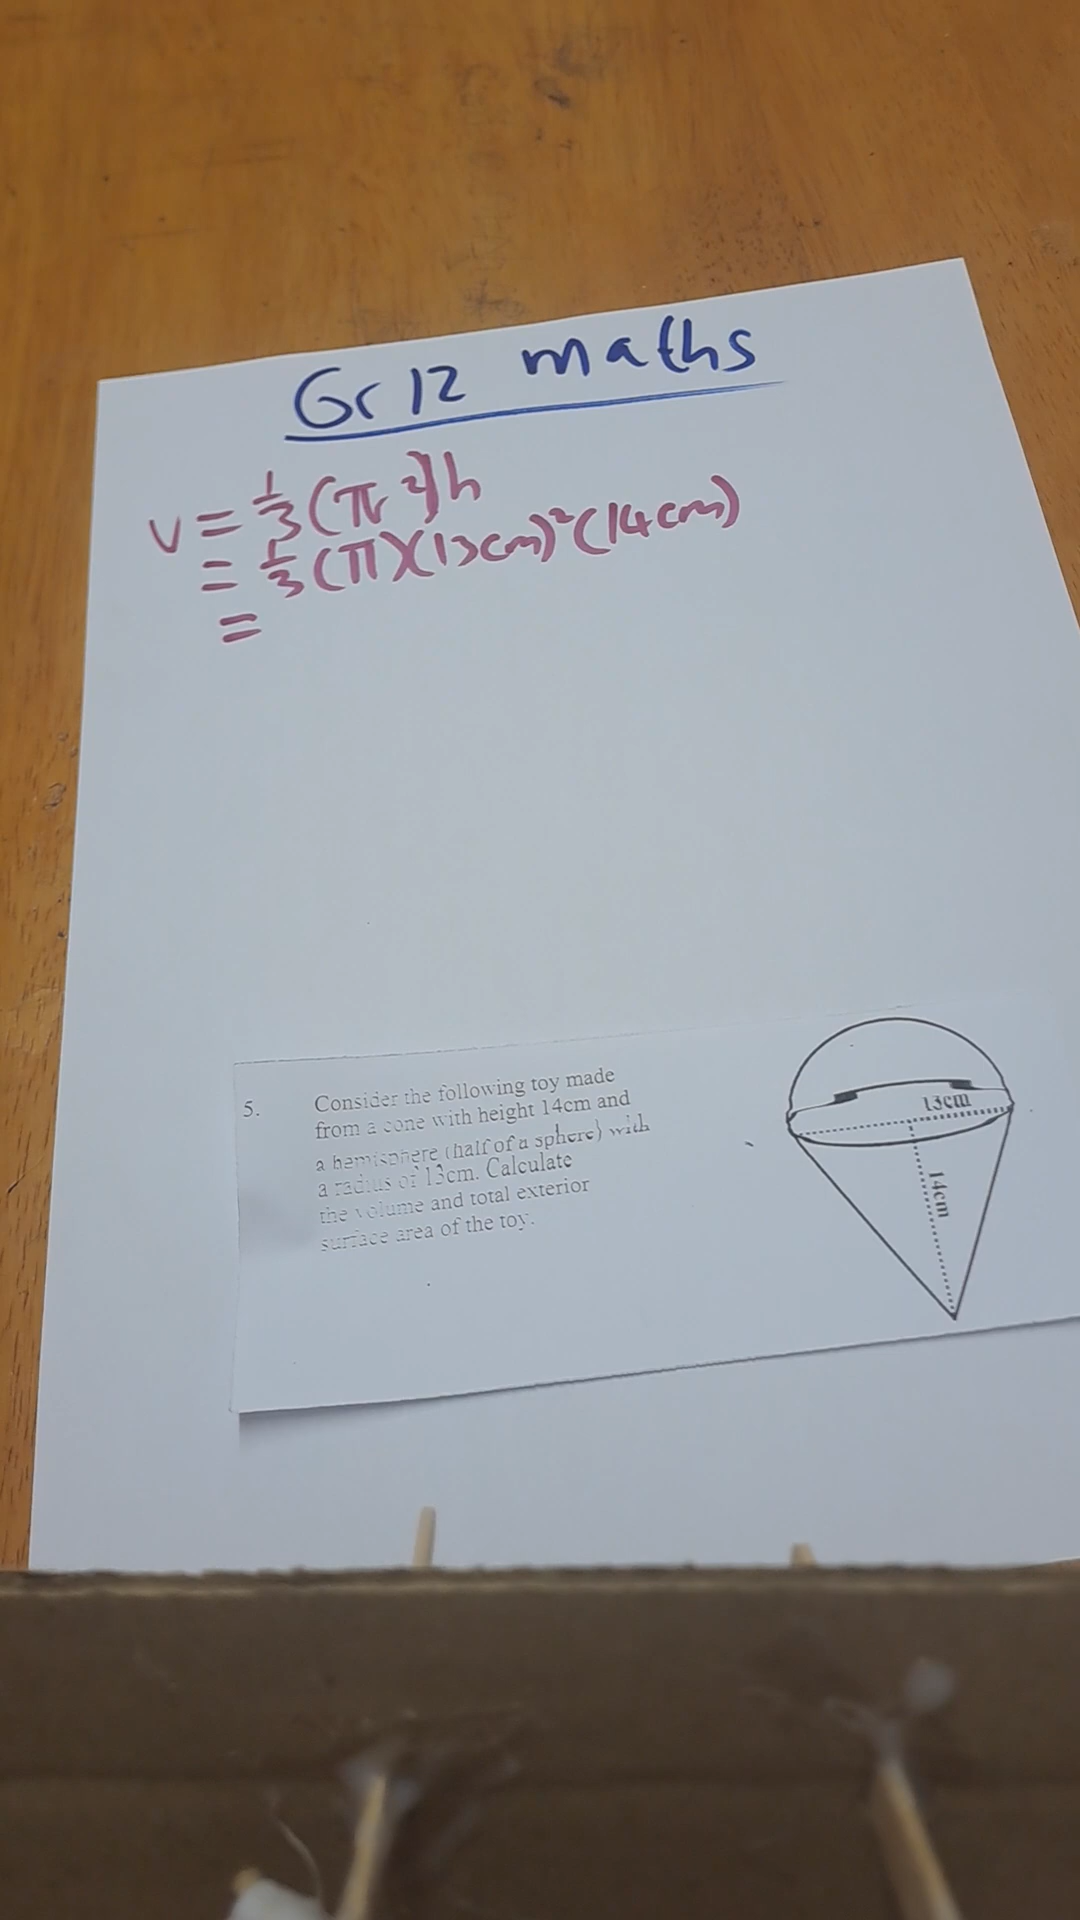 Gr 12 maths
V = 1/3 (πr²)h
= 1/3 (π)(13cm)²(14cm)
=
5. Consider the following toy made
from a cone with height 14cm and
a hemisphere (half of a sphere) with
a radius of 13cm. Calculate
the volume and total exterior
surface area of the toy.
13cm
14cm